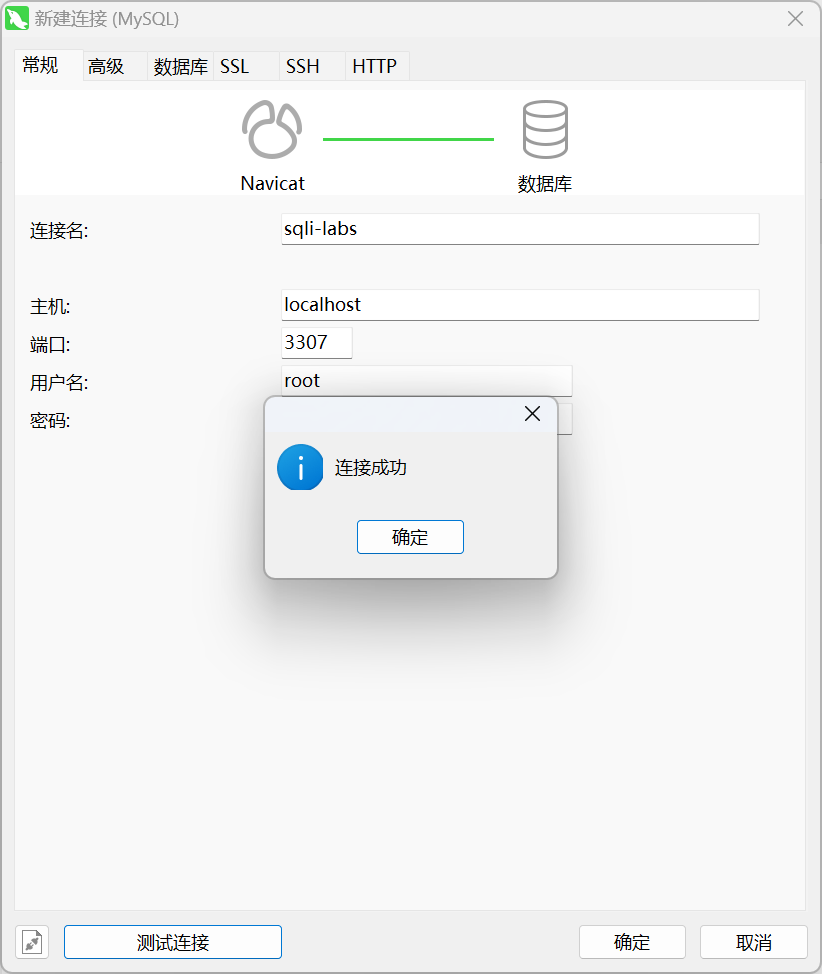 新建连接 (MySQL)
常规 高级 数据库 SSL SSH HTTP
Navicat 数据库
连接名: sqli-labs
主机: localhost
端口: 3307
用户名: root
密码:
连接成功
确定
测试连接 确定 取消